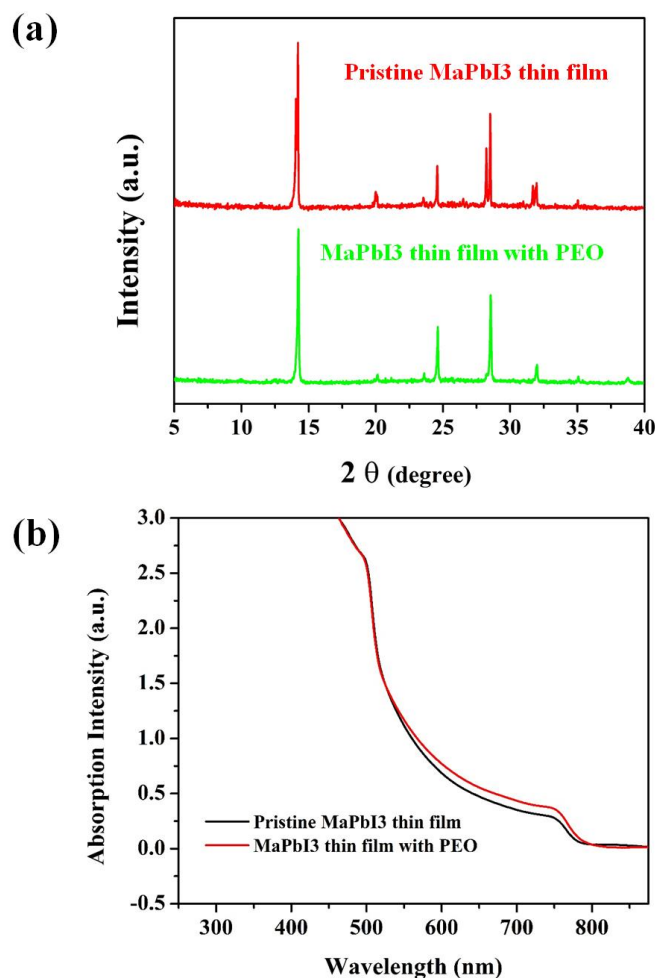 (a)
Pristine MaPbI3 thin film
MaPbI3 thin film with PEO
Intensity (a.u.)
5 10 15 20 25 30 35 40
2 θ (degree)
(b)
3.0
2.5
2.0
1.5
1.0
0.5
0.0
-0.5
Absorption Intensity (a.u.)
Pristine MaPbI3 thin film
MaPbI3 thin film with PEO
300 400 500 600 700 800
Wavelength (nm)